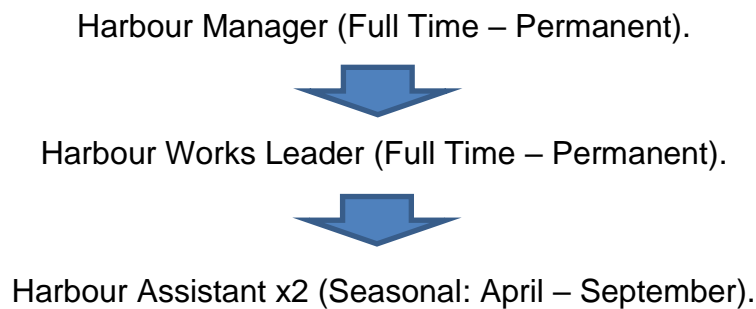 Harbour Manager (Full Time – Permanent).
Harbour Works Leader (Full Time – Permanent).
Harbour Assistant x2 (Seasonal: April – September).